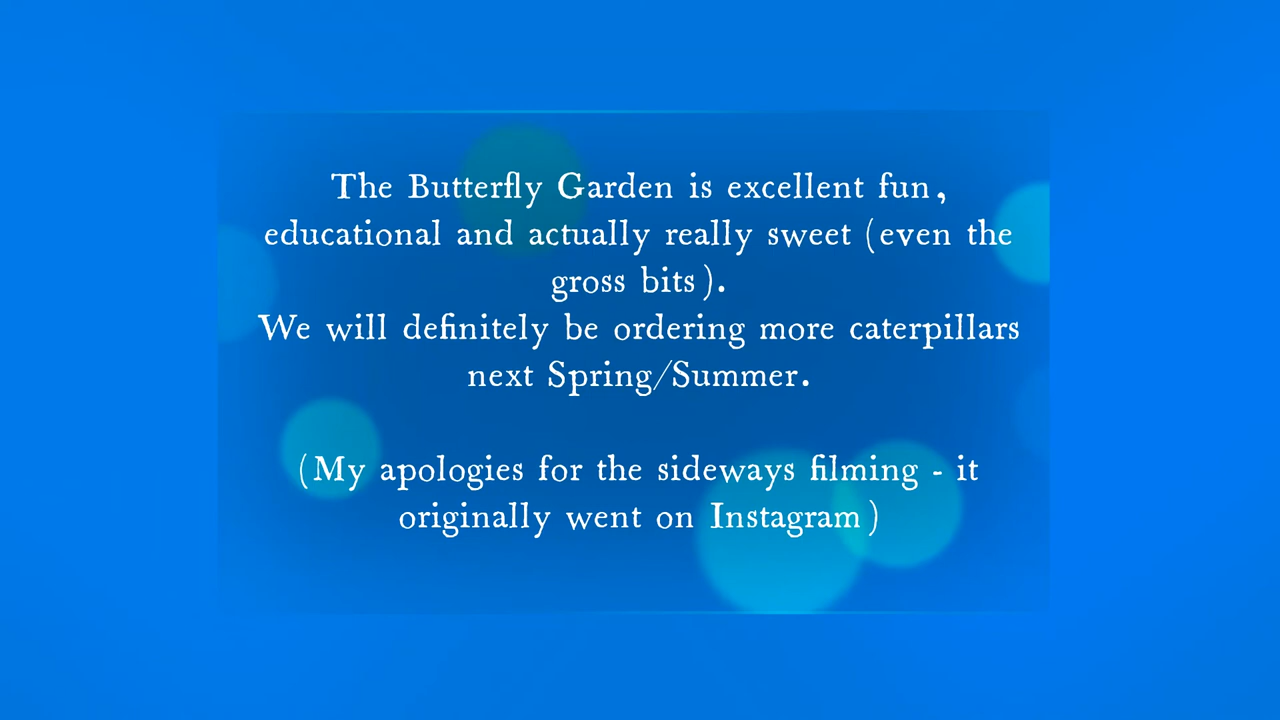 The Butterfly Garden is excellent fun,
educational and actually really sweet (even the
gross bits).
We will definitely be ordering more caterpillars
next Spring/Summer.
(My apologies for the sideways filming - it
originally went on Instagram)